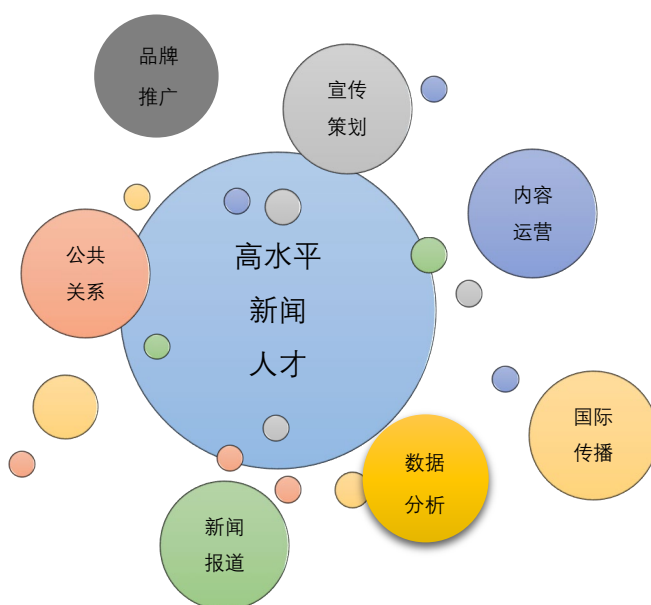 品牌
推广
宣传
策划
内容
运营
公共
关系
高水平
新闻
人才
国际
传播
数据
分析
新闻
报道